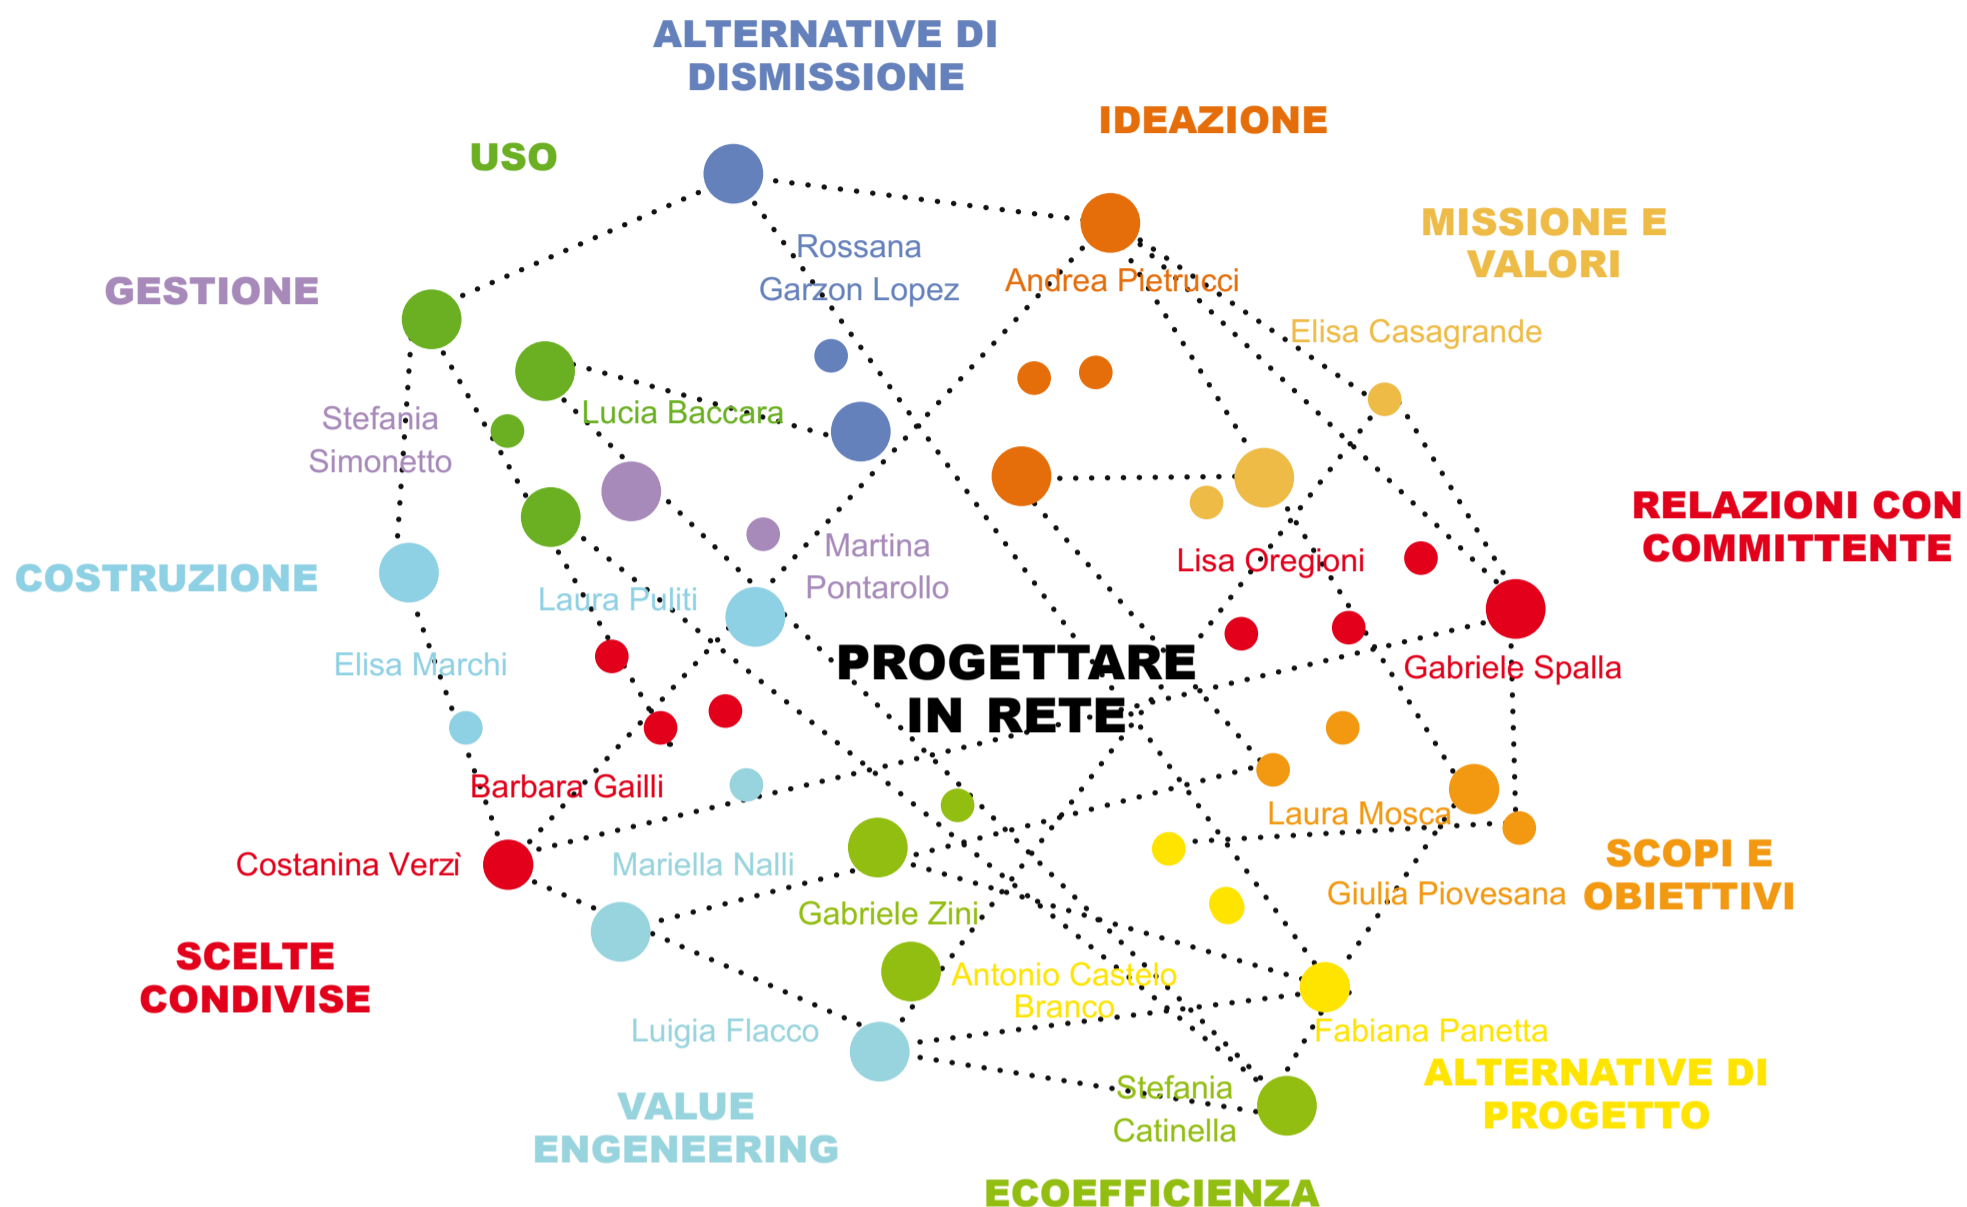 ALTERNATIVE DI
DISMISSIONE
IDEAZIONE
USO
MISSIONE E
VALORI
Rossana
Garzon Lopez
Andrea Pietrucci
GESTIONE
Elisa Casagrande
Stefania
Simonetto
Lucia Baccara
RELAZIONI CON
COMMITTENTE
Martina
Pontarollo
Lisa Oregioni
COSTRUZIONE
Laura Puliti
Elisa Marchi
PROGETTARE
IN RETE
Gabriele Spalla
Barbara Gailli
Laura Mosca
Costanina Verzì
Mariella Nalli
SCOPI E
OBIETTIVI
Giulia Piovesana
Gabriele Zini
SCELTE
CONDIVISE
Antonio Castelo
Branco
Luigia Flacco
Fabiana Panetta
ALTERNATIVE DI
PROGETTO
VALUE
ENGENEERING
Stefania
Catinella
ECOEFFICIENZA